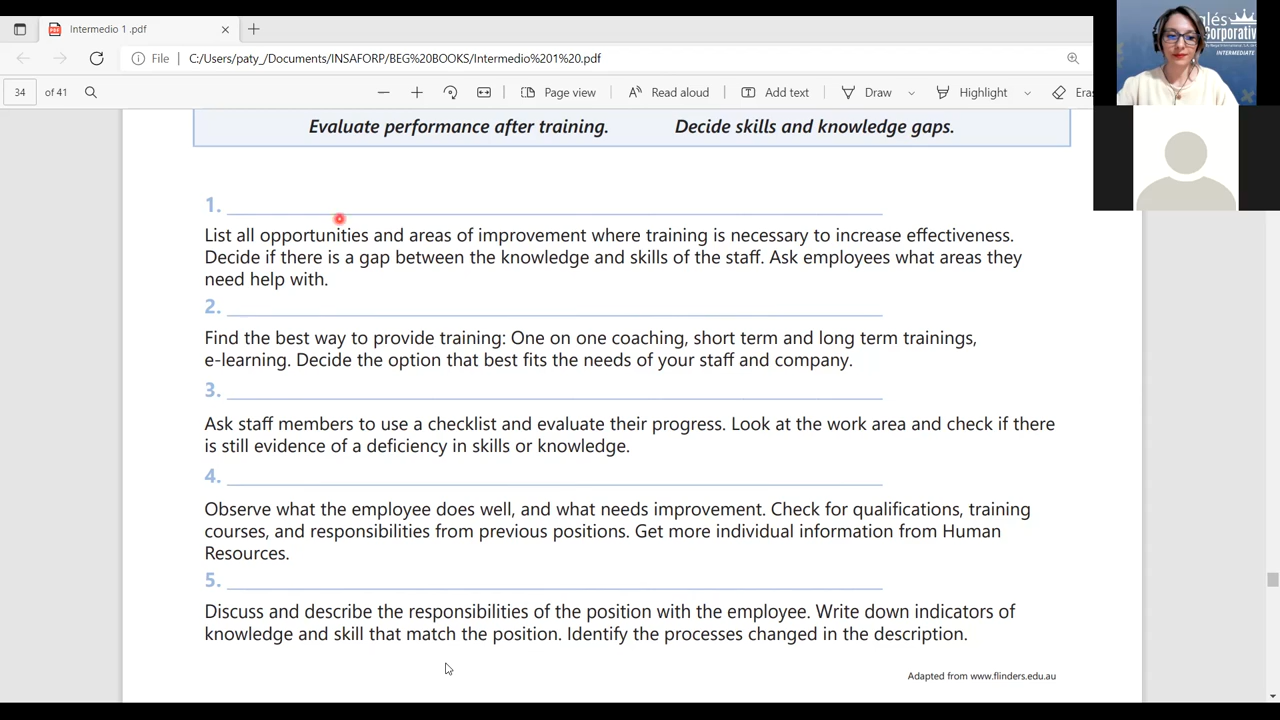 Intermedio 1 .pdf
File C:/Users/paty_/Documents/INSAFORP/BEG%20BOOKS/Intermedio%201%20.pdf
34 of 41 Page view Read aloud Add text Draw Highlight
glés
Corporativ
INTERMEDIATE
Evaluate performance after training. Decide skills and knowledge gaps.
1.
List all opportunities and areas of improvement where training is necessary to increase effectiveness.
Decide if there is a gap between the knowledge and skills of the staff. Ask employees what areas they
need help with.
2.
Find the best way to provide training: One on one coaching, short term and long term trainings,
e-learning. Decide the option that best fits the needs of your staff and company.
3.
Ask staff members to use a checklist and evaluate their progress. Look at the work area and check if there
is still evidence of a deficiency in skills or knowledge.
4.
Observe what the employee does well, and what needs improvement. Check for qualifications, training
courses, and responsibilities from previous positions. Get more individual information from Human
Resources.
5.
Discuss and describe the responsibilities of the position with the employee. Write down indicators of
knowledge and skill that match the position. Identify the processes changed in the description.
Adapted from www.flinders.edu.au